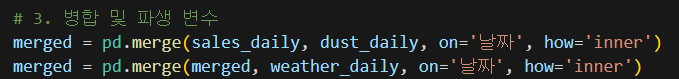 # 3. 병합 및 파생 변수
merged = pd.merge(sales_daily, dust_daily, on='날짜', how='inner')
merged = pd.merge(merged, weather_daily, on='날짜', how='inner')